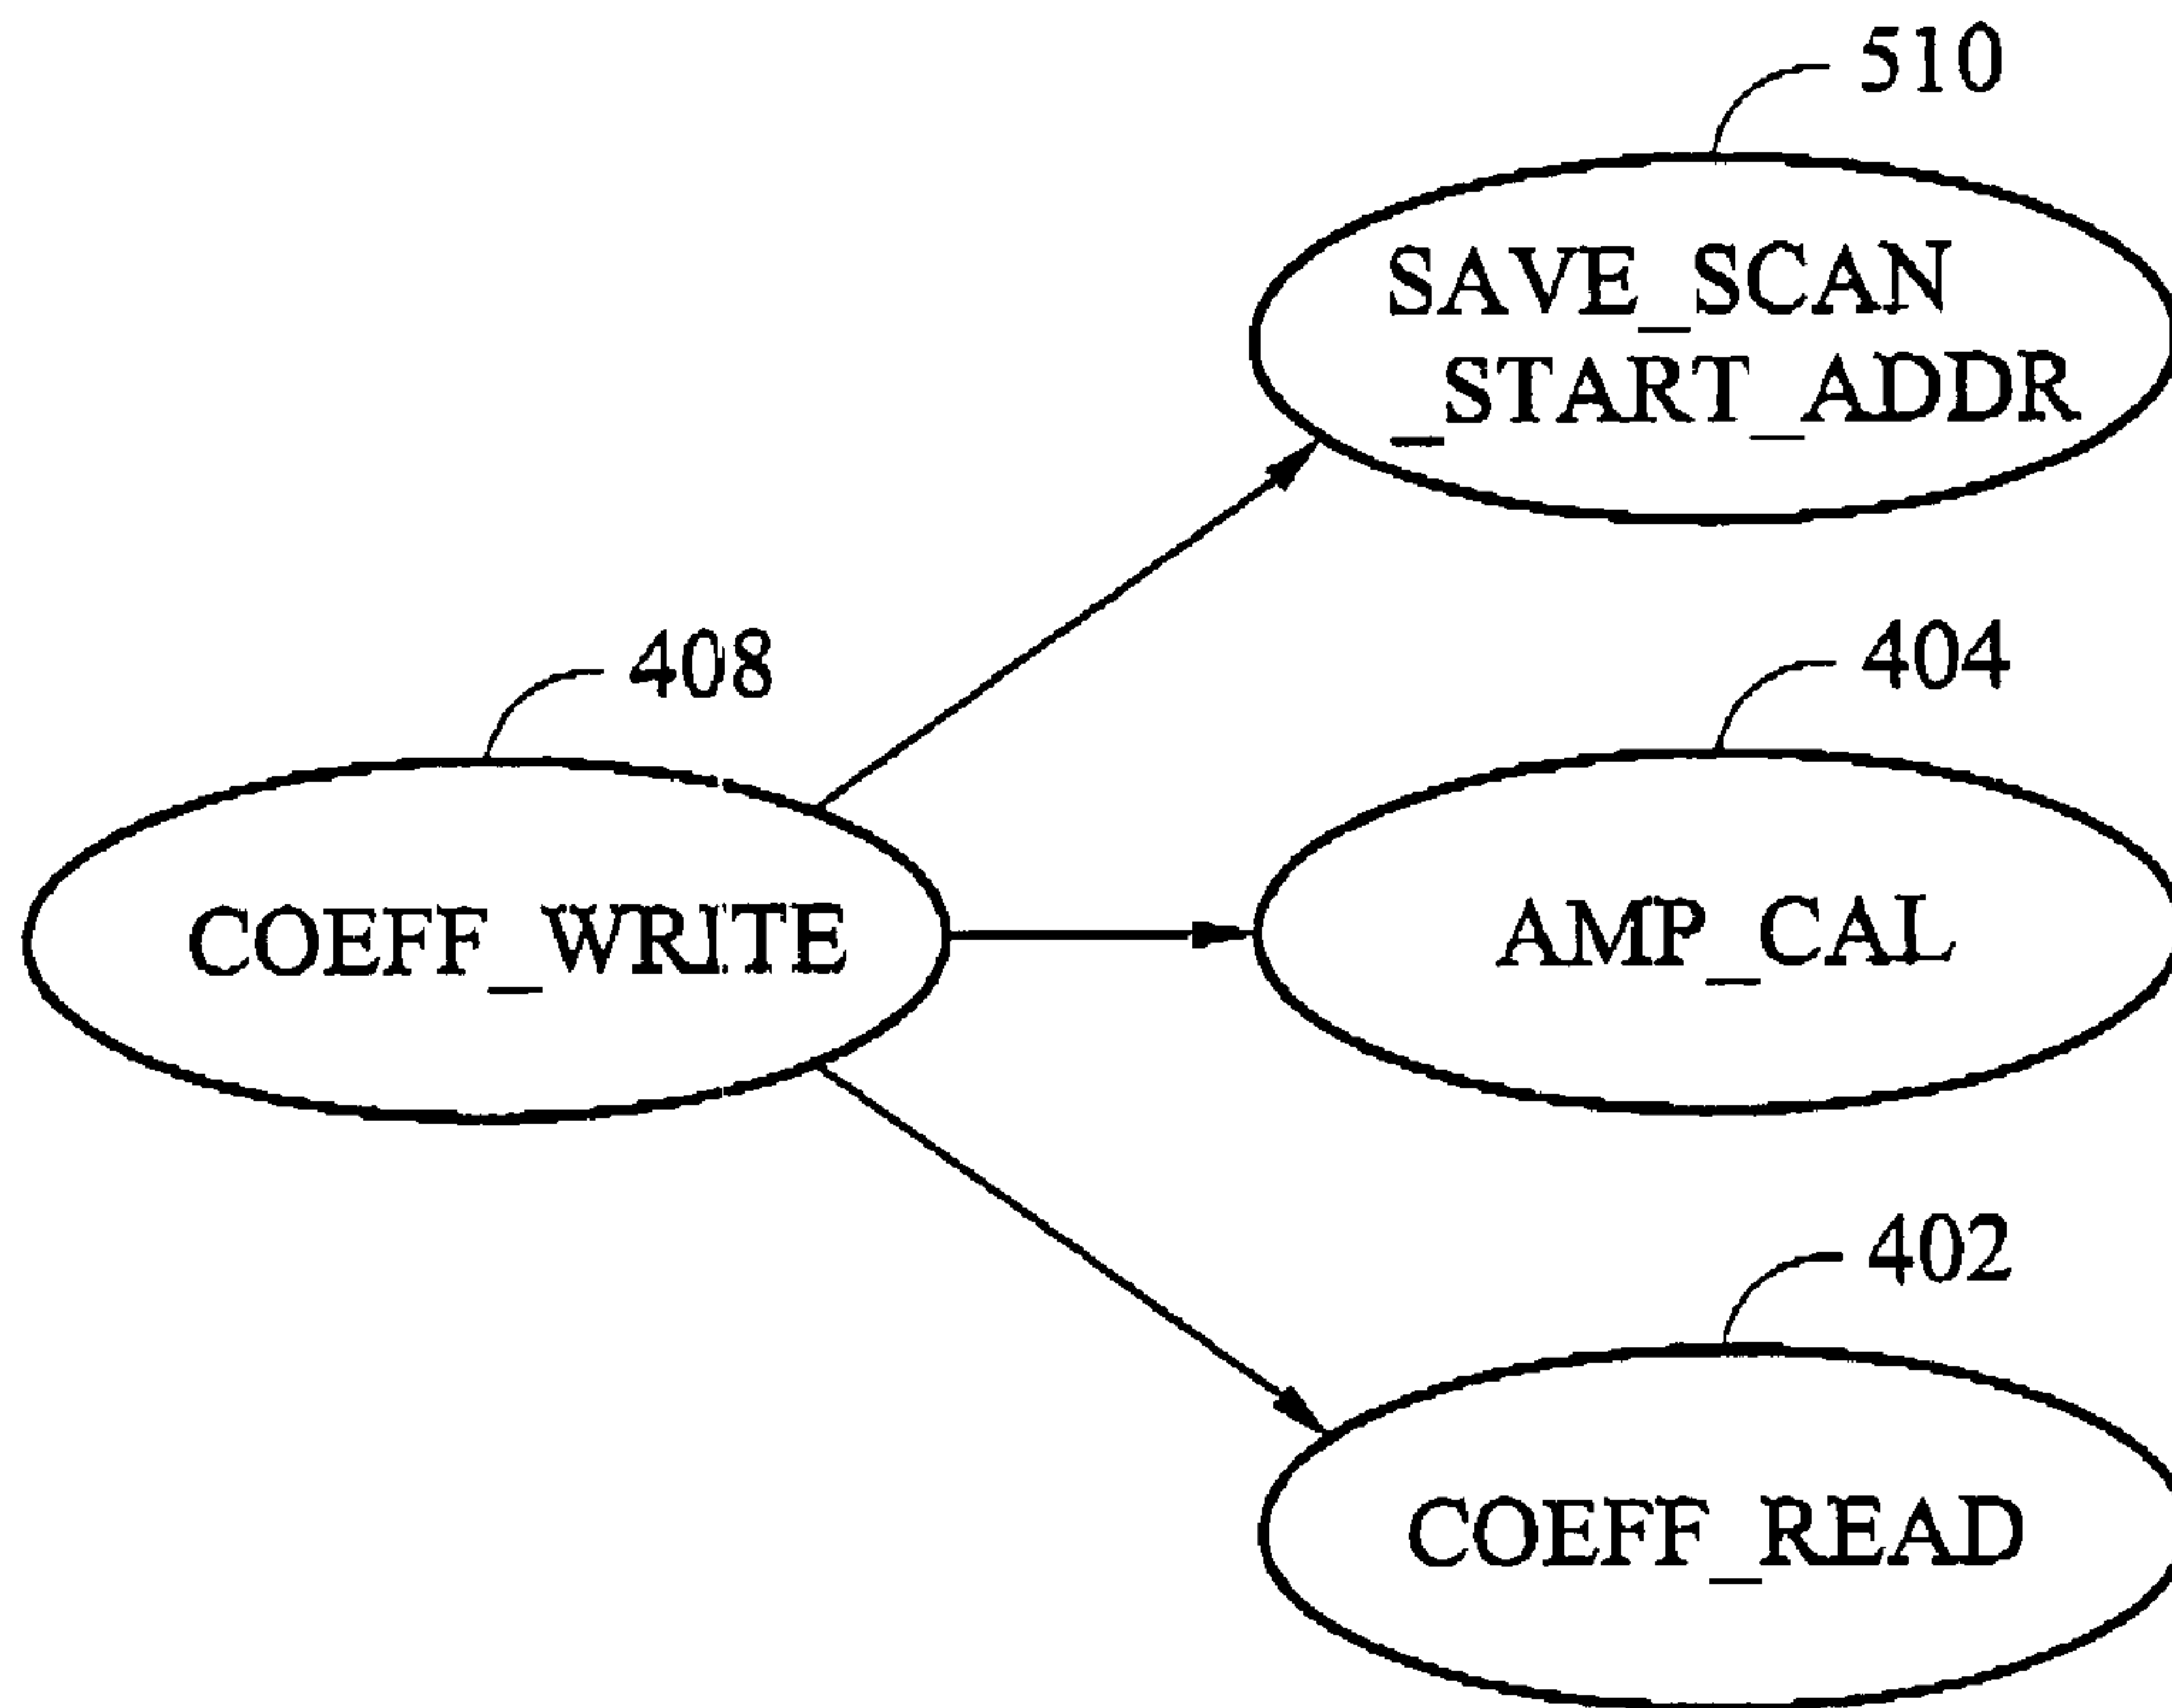 510
SAVE_SCAN
_START_ADDR
408
404
COEFF_WRITE
AMP_CAL
402
COEFF_READ